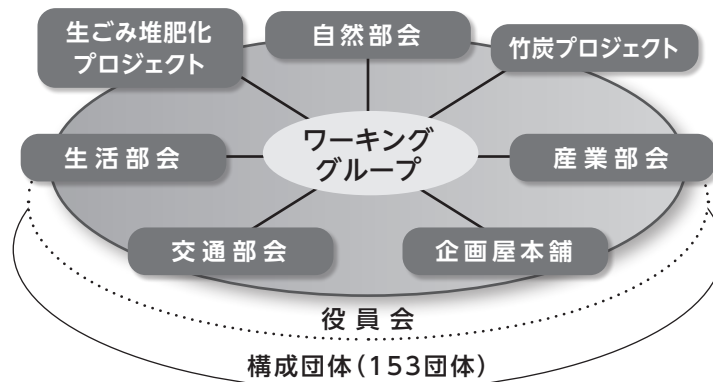 生ごみ堆肥化
プロジェクト
自然部会
竹炭プロジェクト
生活部会
ワーキング
グループ
産業部会
交通部会
企画屋本舗
役員会
構成団体(153団体)